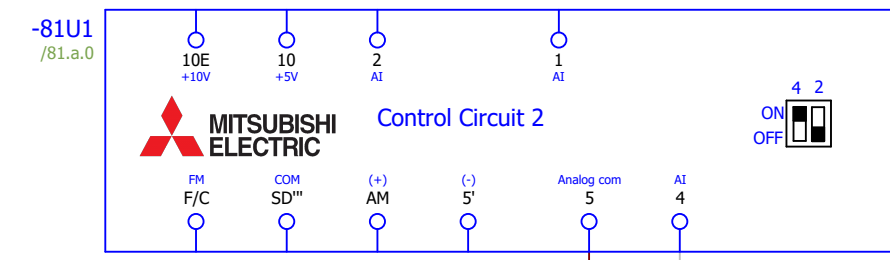 -81U1
/81.a.0
10E 10 2 1
+10V +5V AI AI
4 2
ON
OFF
MITSUBISHI
ELECTRIC
Control Circuit 2
FM COM (+) (-) Analog com AI
F/C SD''' AM 5' 5 4